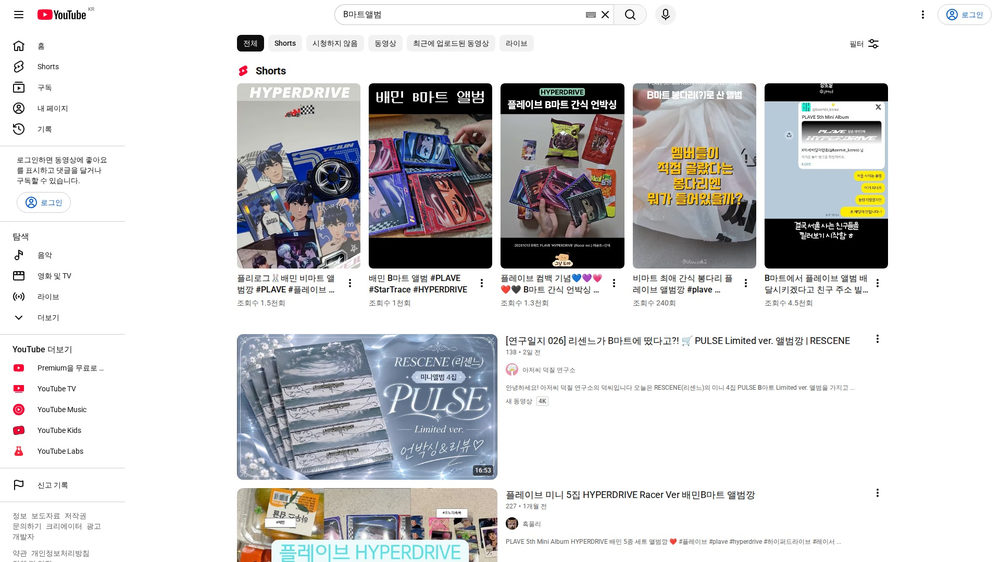 YouTube KR
B마트앨범
로그인
홈
Shorts
구독
내 페이지
기록
로그인하면 동영상에 좋아요
를 표시하고 댓글을 달거나
구독할 수 있습니다.
로그인
탐색
음악
영화 및 TV
라이브
더보기
YouTube 더보기
Premium을 무료로 ...
YouTube TV
YouTube Music
YouTube Kids
YouTube Labs
신고 기록
정보 보도자료 저작권
문의하기 크리에이터 광고
개발자
약관 개인정보처리방침
전체 Shorts 시청하지 않음 동영상 최근에 업로드된 동영상 라이브
필터
Shorts
HYPERDRIVE
YEJUN
플리로그 배민 비마트 앨
범깡 #PLAVE #플레이브 ...
조회수 1.5천회
배민 B마트 앨범
배민 B마트 앨범 #PLAVE
#StarTrace #HYPERDRIVE
조회수 1천회
HYPERDRIVE
플레이브 B마트 간식 언박싱
플레이브 컴백 기념💙💜💗
❤️🖤 B마트 간식 언박싱 ...
조회수 1.3천회
B마트 봉다리(?)로 산 앨범
멤버들이
직접 골랐다는
봉다리엔
뭐가 들어있을까?
비마트 최애 간식 봉다리 플
레이브 앨범깡 #plave ...
조회수 240회
PLAVE 5th Mini Album
결국 서울 사는 친구들을
빌려보기 시작함 ㅎ
B마트에서 플레이브 앨범 배
달시키겠다고 친구 주소 빌...
조회수 4.5천회
RESCENE (리센느)
미니앨범 4집
PULSE
Limited ver.
언박싱&리뷰♡
16:53
[연구일지 026] 리센느가 B마트에 떴다고?! 🛒 PULSE Limited ver. 앨범깡 | RESCENE
138 • 2일 전
아저씨 덕질 연구소
안녕하세요! 아저씨 덕질 연구소의 덕찌입니다 오늘은 RESCENE(리센느)의 미니 4집 PULSE B마트 Limited ver. 앨범을 가지고 ...
새 동영상 4K
플레이브 HYPERDRIVE
플레이브 미니 5집 HYPERDRIVE Racer Ver 배민B마트 앨범깡
227 • 1개월 전
흑율리
PLAVE 5th Mini Album HYPERDRIVE 배민 5종 세트 앨범깡 ❤️ #플레이브 #plave #hyperdrive #하이퍼드라이브 #레이서 ...